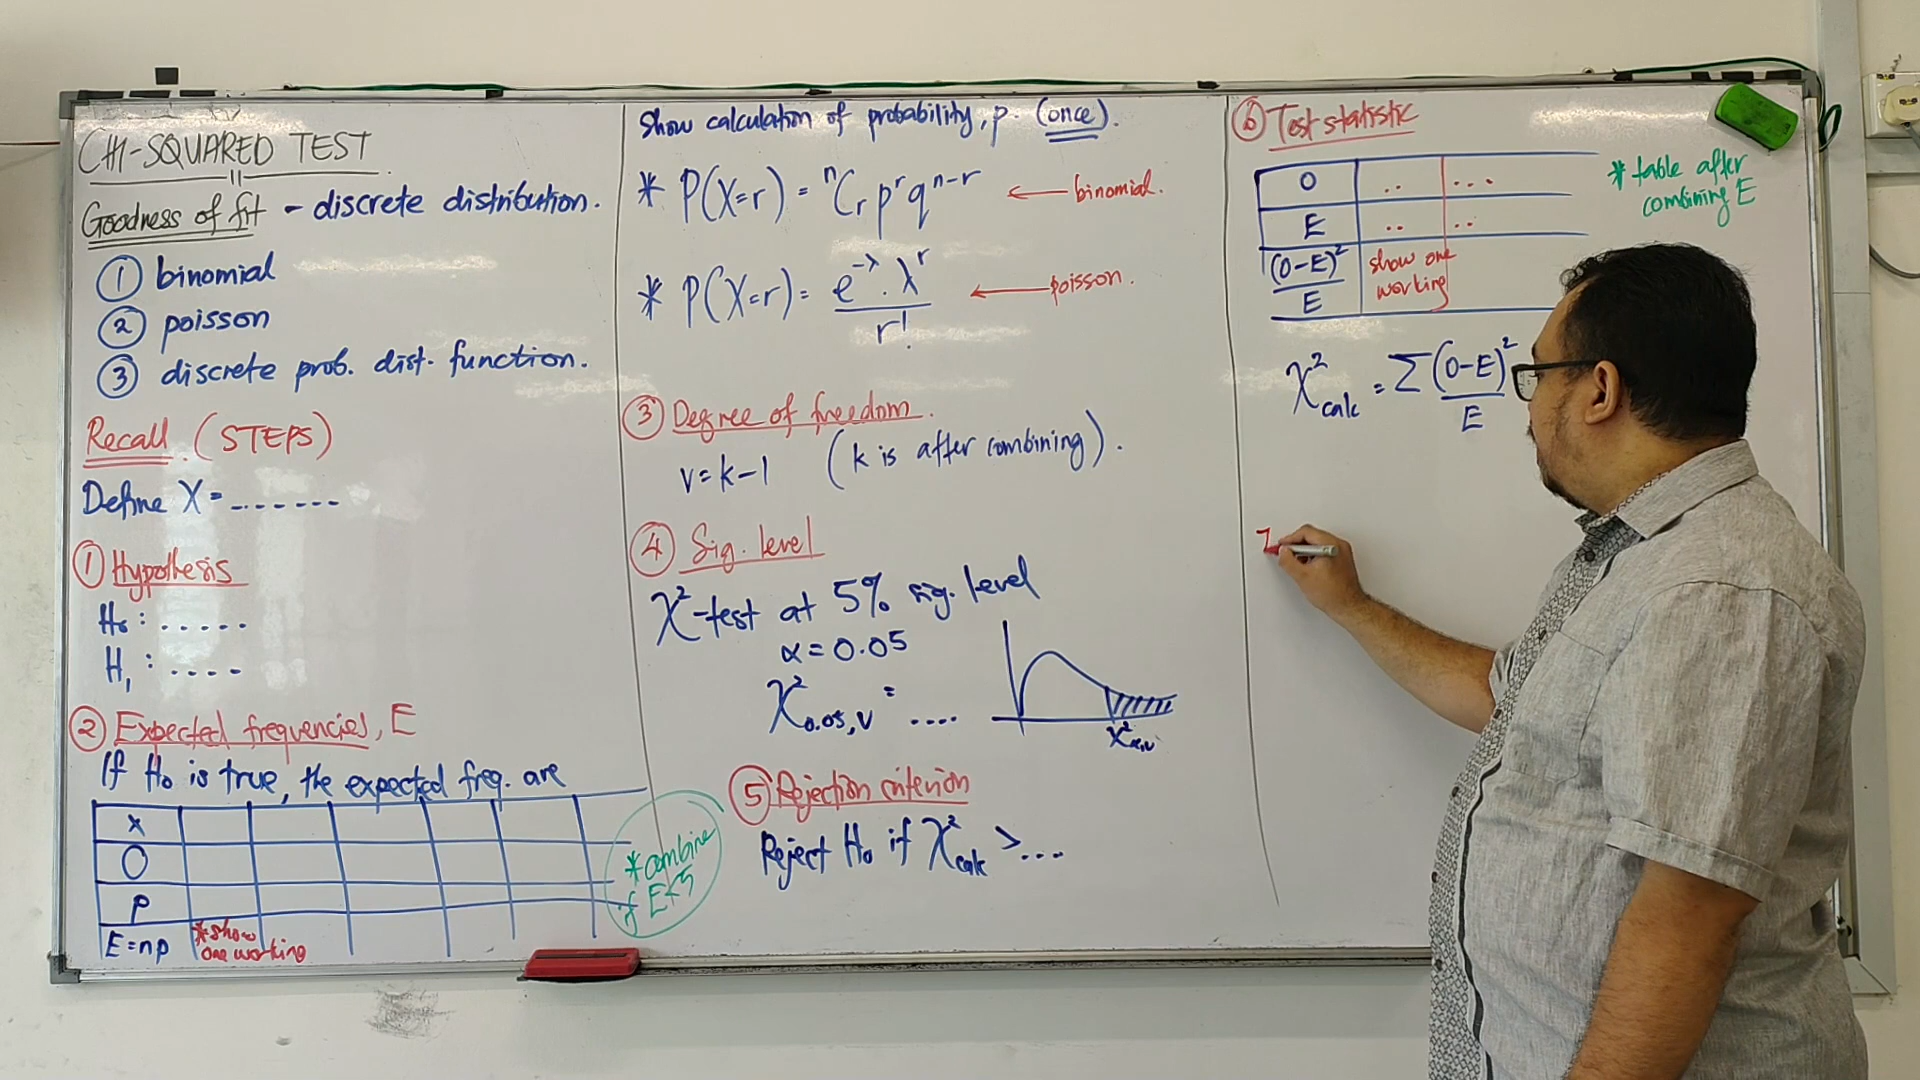 CHI-SQUARED TEST
Goodness of fit - discrete distribution.
① binomial
② poisson
③ discrete prob. dist. function.
Recall. (STEPS)
Define X = .......
① Hypothesis
H₀ : .....
H₁ : ....
② Expected frequencies, E
If H₀ is true, the expected freq. are
x
O
p
E = np
* show
one working
* combine
if E<5
Show calculation of probability, p. (once).
* P(X=r) = ⁿCᵣ pʳ qⁿ⁻ʳ ← binomial.
* P(X=r) = e^-λ . λ^r / r! ← poisson.
③ Degree of freedom.
v = k-1 (k is after combining).
④ Sig. level
χ²-test at 5% sig. level
α = 0.05
χ²0.05,v = ....
χ²α,v
⑤ Rejection criterion
Reject H₀ if χ²calc > ....
⑥ Test statistic
O .. ...
E .. ..
(O-E)²/E show one
working
* table after
combining E
χ²calc = Σ (O-E)²/E